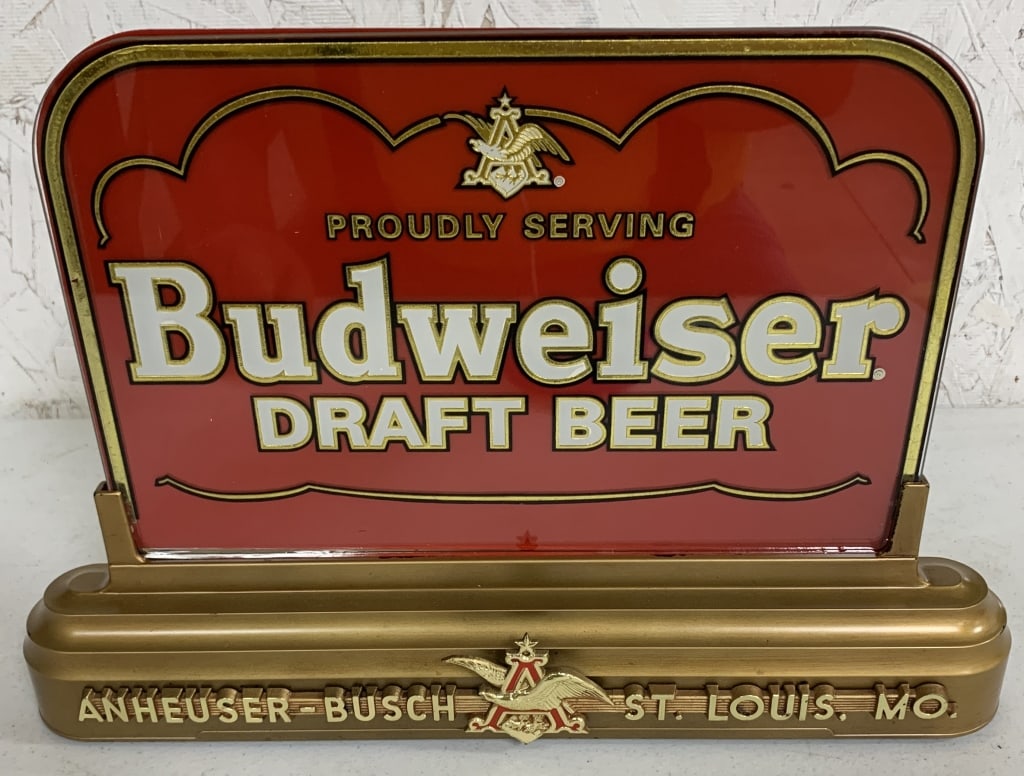 A
®
PROUDLY SERVING
Budweiser®
DRAFT BEER
ANHEUSER-BUSCH A ST. LOUIS, MO.